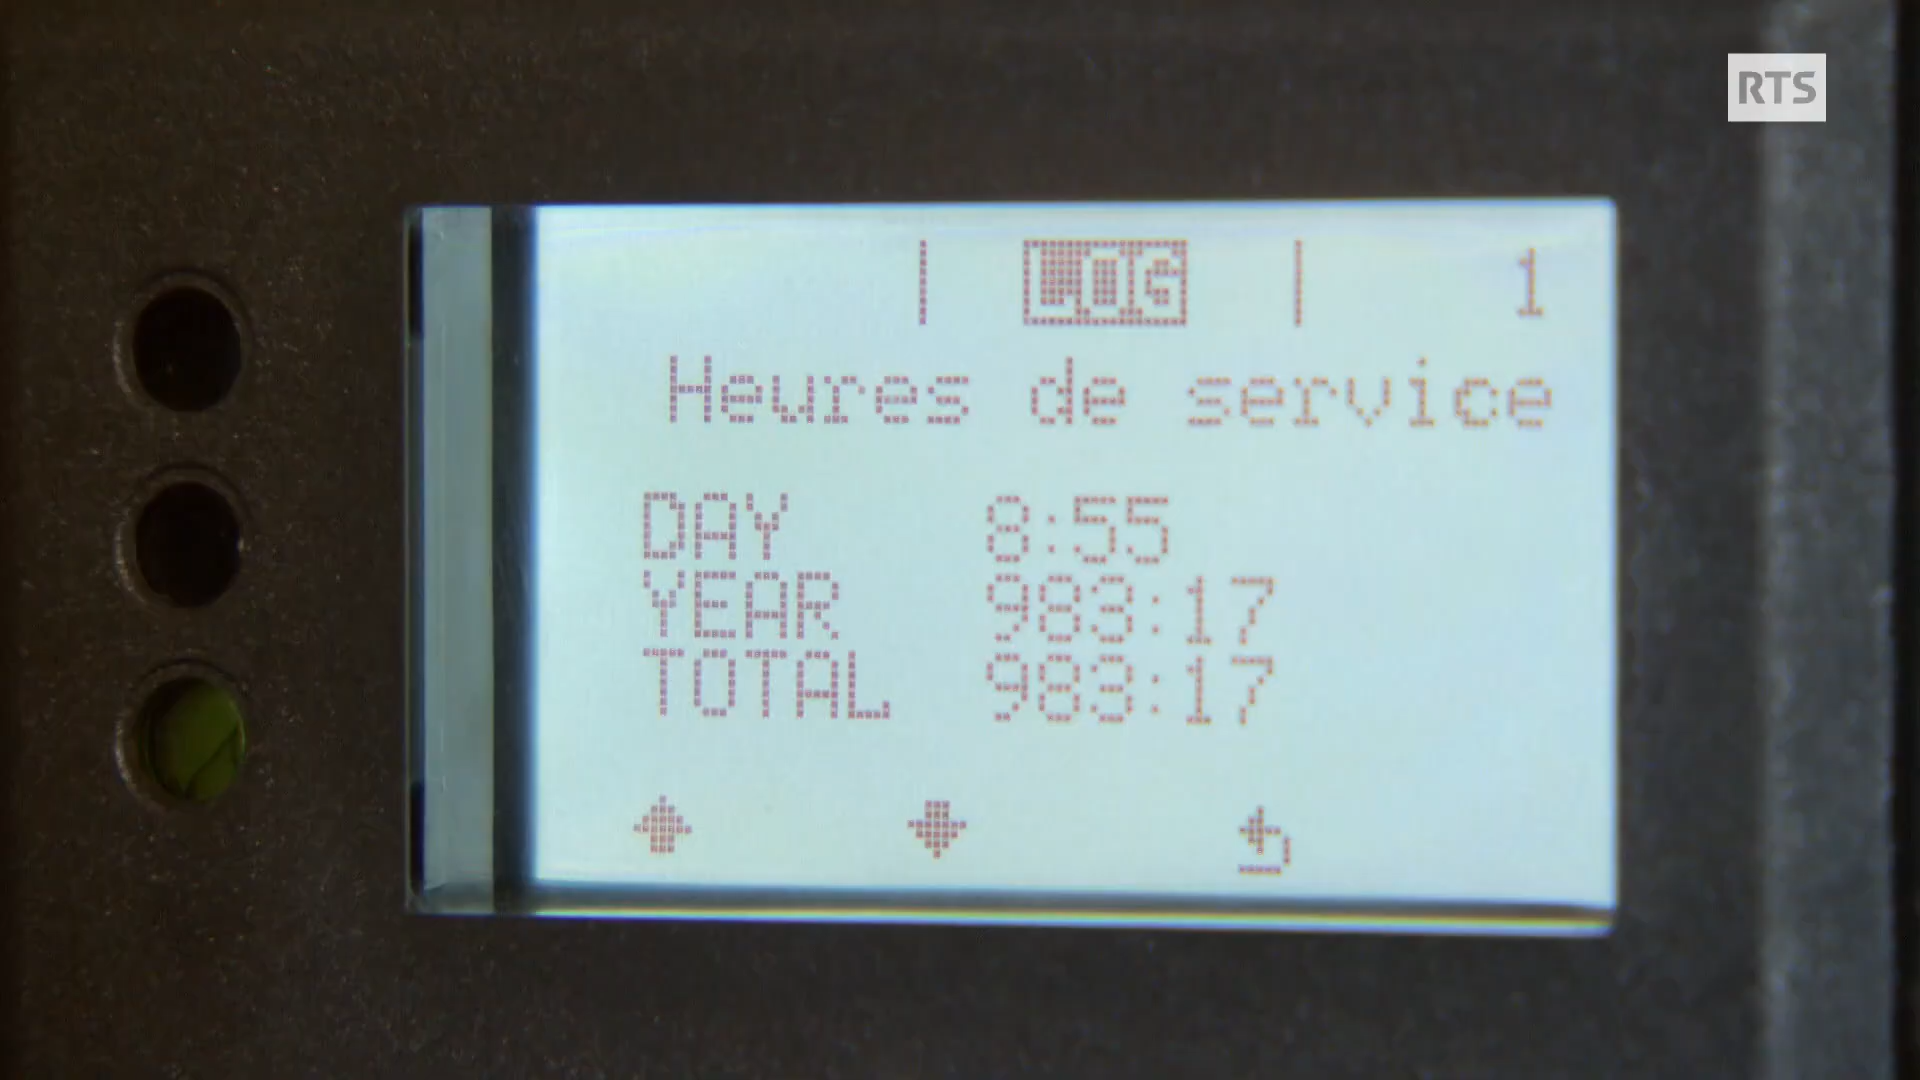 RTS
| LOG | 1
Heures de service
DAY 8:55
YEAR 983:17
TOTAL 983:17